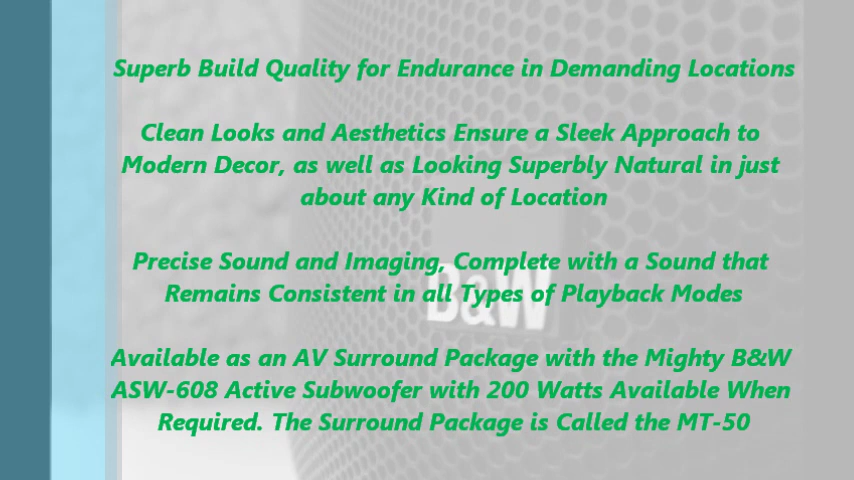 Superb Build Quality for Endurance in Demanding Locations
Clean Looks and Aesthetics Ensure a Sleek Approach to
Modern Decor, as well as Looking Superbly Natural in just
about any Kind of Location
Precise Sound and Imaging, Complete with a Sound that
Remains Consistent in all Types of Playback Modes
B&W
Available as an AV Surround Package with the Mighty B&W
ASW-608 Active Subwoofer with 200 Watts Available When
Required. The Surround Package is Called the MT-50